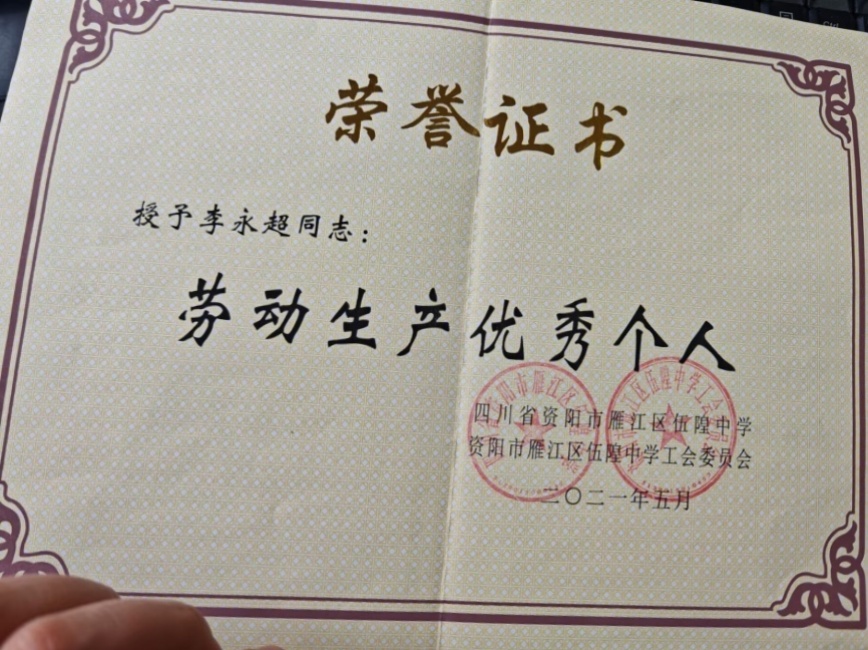 荣誉证书
授予李永超同志：
劳动生产优秀个人
四川省资阳市雁江区伍隍中学
资阳市雁江区伍隍中学工会委员会
二〇二一年五月